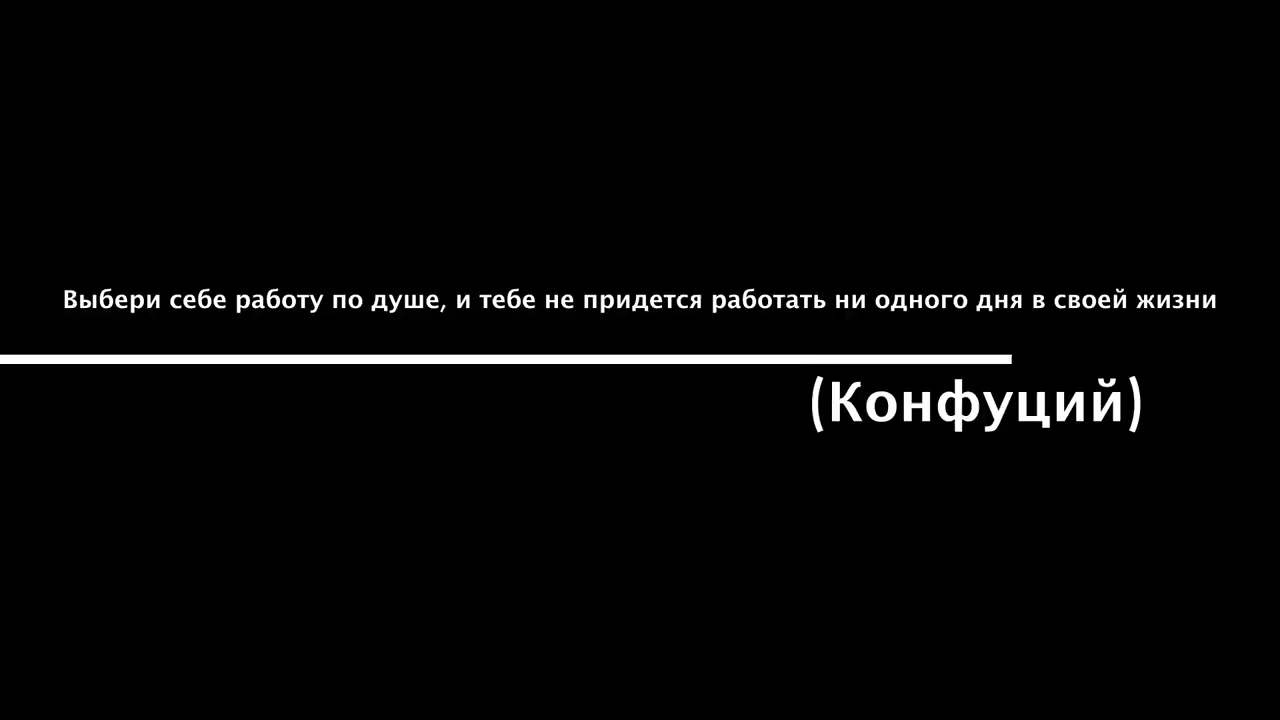 Выбери себе работу по душе, и тебе не придется работать ни одного дня в своей жизни
(Конфуций)